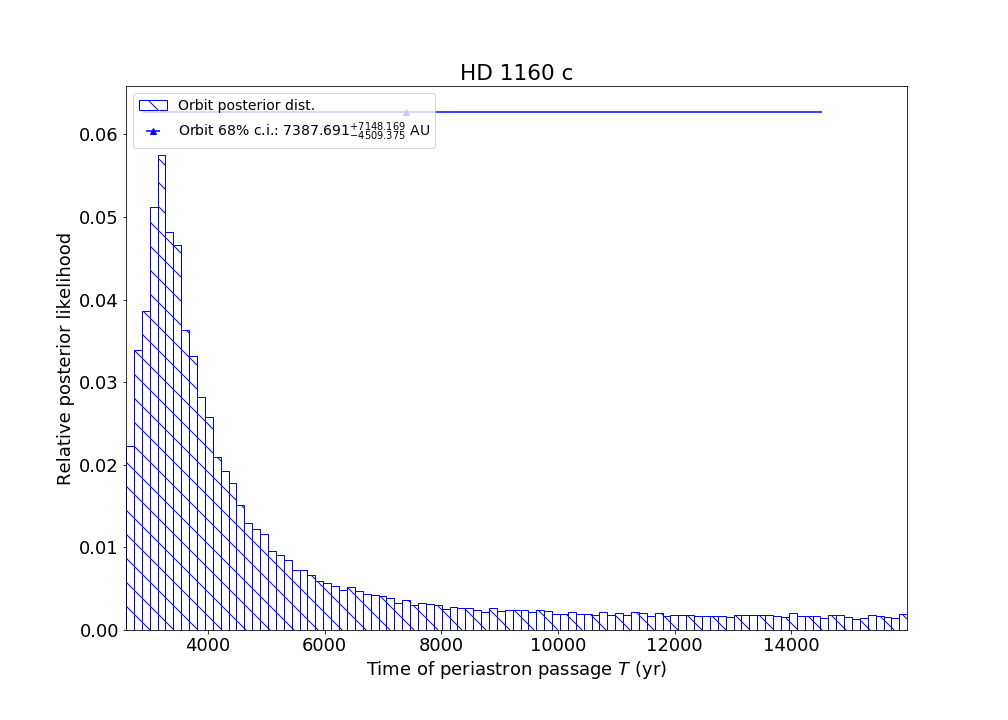 HD 1160 c
Orbit posterior dist.
Orbit 68% c.i.: 7387.691$^{+7148.169}_{-4509.375}$ AU
Relative posterior likelihood
0.06
0.05
0.04
0.03
0.02
0.01
0.00
4000 6000 8000 10000 12000 14000
Time of periastron passage T (yr)